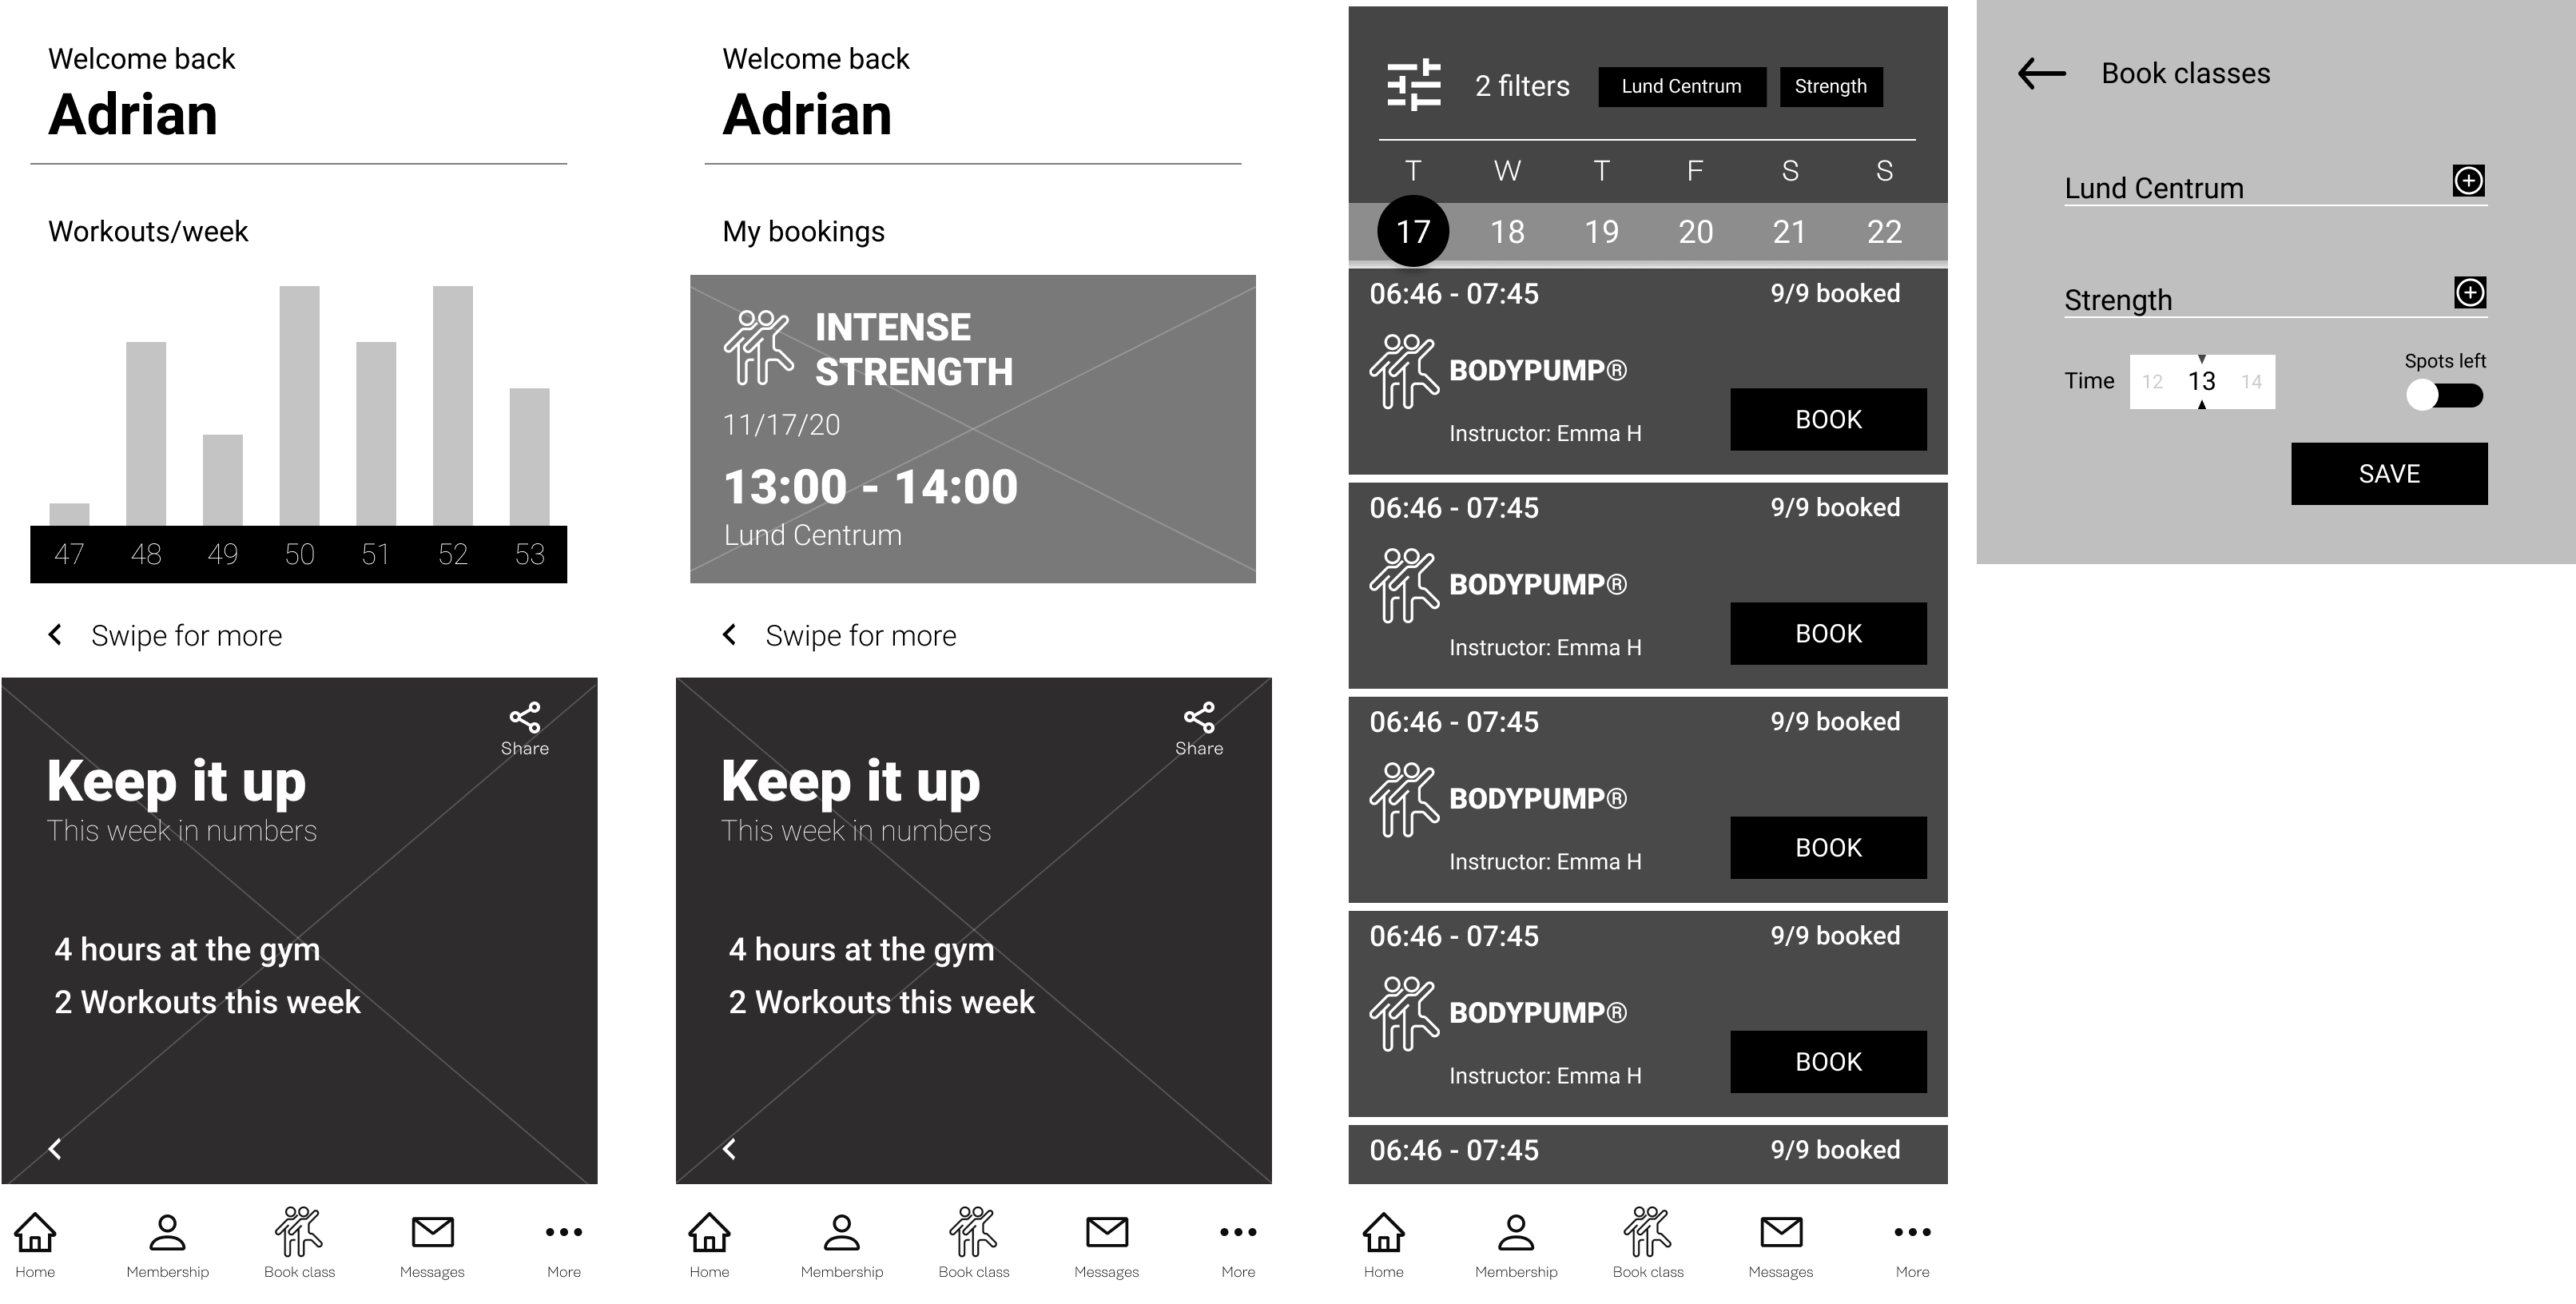 Welcome back
Adrian
Workouts/week
47 48 49 50 51 52 53
Swipe for more
Share
Keep it up
This week in numbers
4 hours at the gym
2 Workouts this week
Home Membership Book class Messages More
Welcome back
Adrian
My bookings
INTENSE
STRENGTH
11/17/20
13:00 - 14:00
Lund Centrum
Swipe for more
Share
Keep it up
This week in numbers
4 hours at the gym
2 Workouts this week
Home Membership Book class Messages More
2 filters Lund Centrum Strength
T W T F S S
17 18 19 20 21 22
06:46 - 07:45 9/9 booked
BODYPUMP®
BOOK
Instructor: Emma H
06:46 - 07:45 9/9 booked
BODYPUMP®
BOOK
Instructor: Emma H
06:46 - 07:45 9/9 booked
BODYPUMP®
BOOK
Instructor: Emma H
06:46 - 07:45 9/9 booked
BODYPUMP®
BOOK
Instructor: Emma H
06:46 - 07:45 9/9 booked
Home Membership Book class Messages More
Book classes
Lund Centrum
Strength
Spots left
Time 12 13 14
SAVE